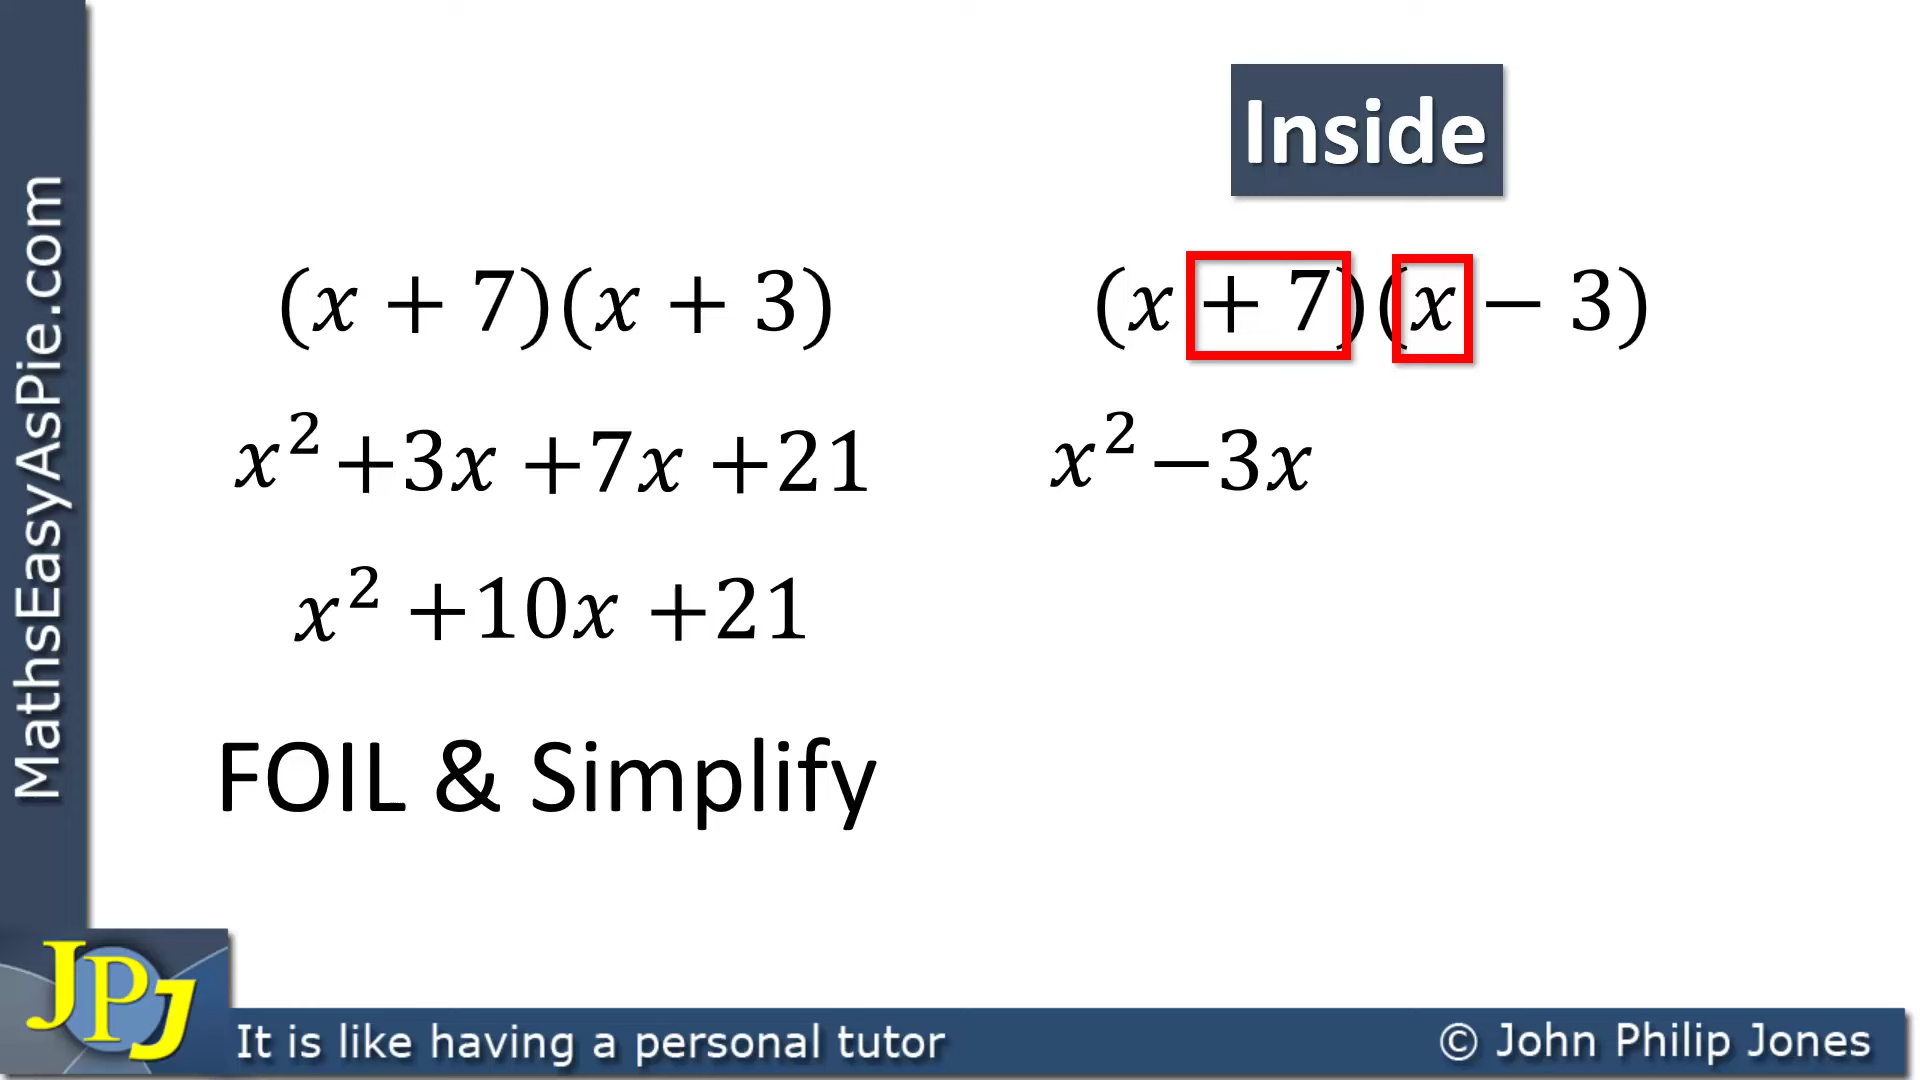 MathsEasyAsPie.com
Inside
(x + 7)(x + 3)
x² +3x +7x +21
x² +10x +21
FOIL & Simplify
(x + 7)(x − 3)
x² −3x
JPJ
It is like having a personal tutor
© John Philip Jones